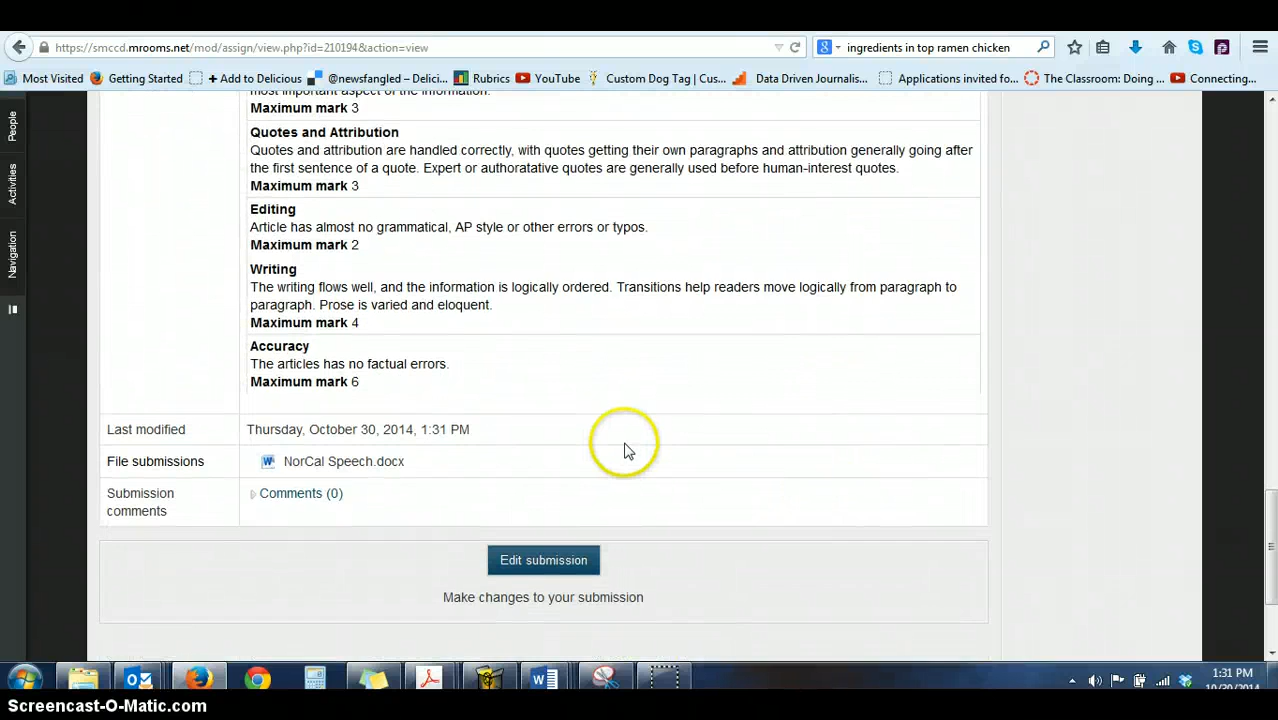 https://smccd.mrooms.net/mod/assign/view.php?id=210194&action=view
ingredients in top ramen chicken
Most Visited Getting Started + Add to Delicious @newsfangled – Delici... Rubrics YouTube Custom Dog Tag | Cus... Data Driven Journalis... Applications invited fo... The Classroom: Doing ... Connecting...
People
Activities
Navigation
most important aspect of the information.
Maximum mark 3
Quotes and Attribution
Quotes and attribution are handled correctly, with quotes getting their own paragraphs and attribution generally going after
the first sentence of a quote. Expert or authoratative quotes are generally used before human-interest quotes.
Maximum mark 3
Editing
Article has almost no grammatical, AP style or other errors or typos.
Maximum mark 2
Writing
The writing flows well, and the information is logically ordered. Transitions help readers move logically from paragraph to
paragraph. Prose is varied and eloquent.
Maximum mark 4
Accuracy
The articles has no factual errors.
Maximum mark 6
Last modified Thursday, October 30, 2014, 1:31 PM
File submissions NorCal Speech.docx
Submission Comments (0)
comments
Edit submission
Make changes to your submission
1:31 PM
10/30/2014
Screencast-O-Matic.com